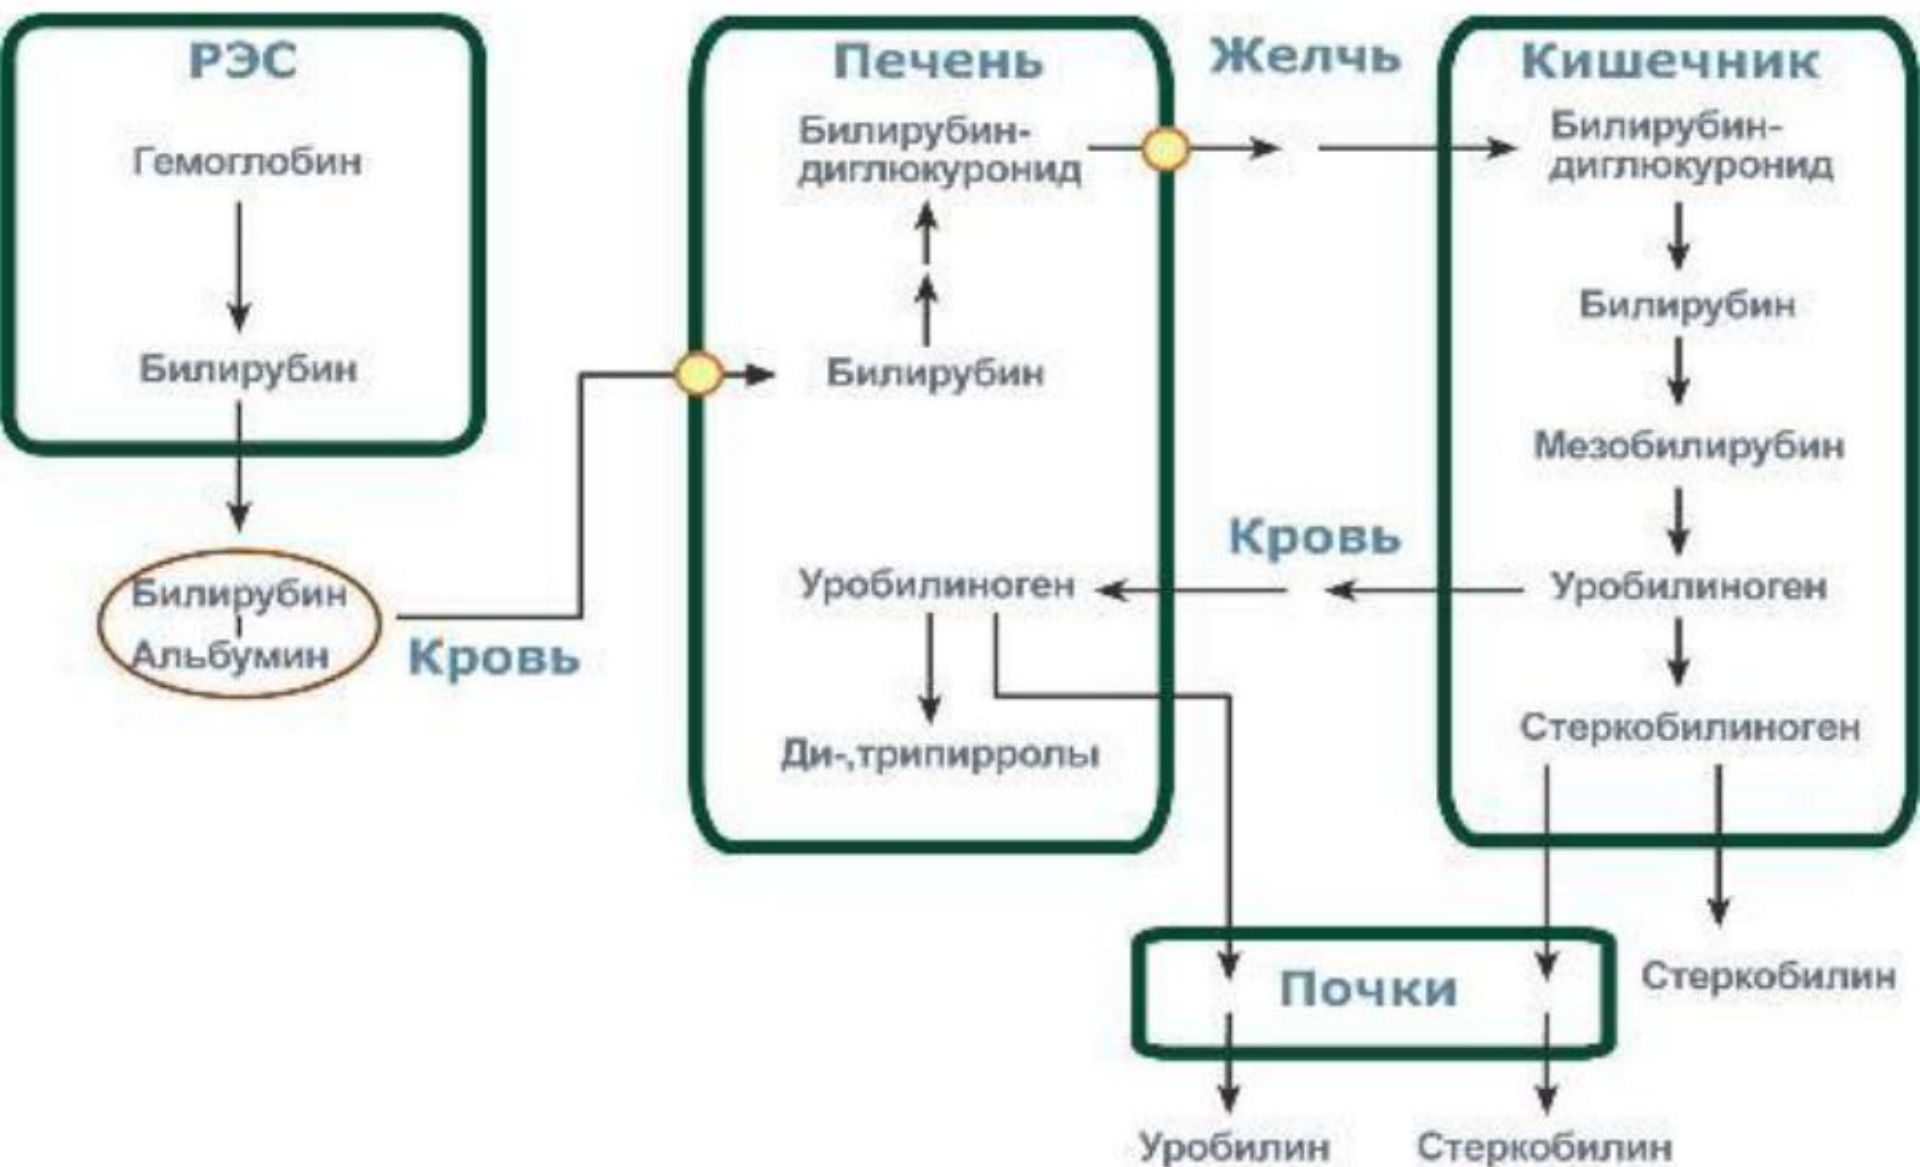 РЭС
Гемоглобин
Билирубин
Билирубин
Альбумин
Кровь
Печень
Билирубин-
диглюкуронид
Билирубин
Уробилиноген
Ди-,трипирролы
Желчь
Кровь
Кишечник
Билирубин-
диглюкуронид
Билирубин
Мезобилирубин
Уробилиноген
Стеркобилиноген
Стеркобилин
Почки
Уробилин
Стеркобилин